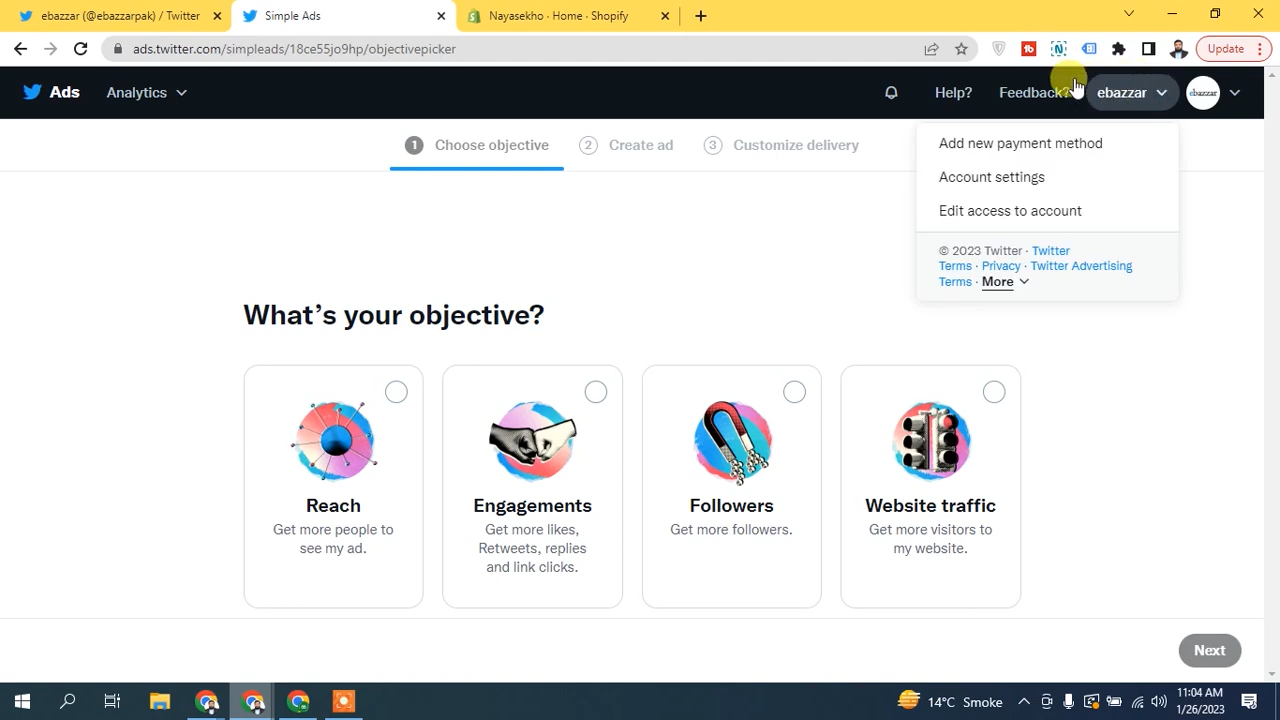 ebazzar (@ebazzarpak) / Twitter
Simple Ads
Nayasekho · Home · Shopify
ads.twitter.com/simpleads/18ce55jo9hp/objectivepicker
Update
Ads
Analytics
Help?
Feedback?
ebazzar
ebazzar
1 Choose objective
2 Create ad
3 Customize delivery
Add new payment method
Account settings
Edit access to account
© 2023 Twitter · Twitter
Terms · Privacy · Twitter Advertising
Terms · More
What's your objective?
Reach
Get more people to
see my ad.
Engagements
Get more likes,
Retweets, replies
and link clicks.
Followers
Get more followers.
Website traffic
Get more visitors to
my website.
Next
14°C Smoke
11:04 AM
1/26/2023